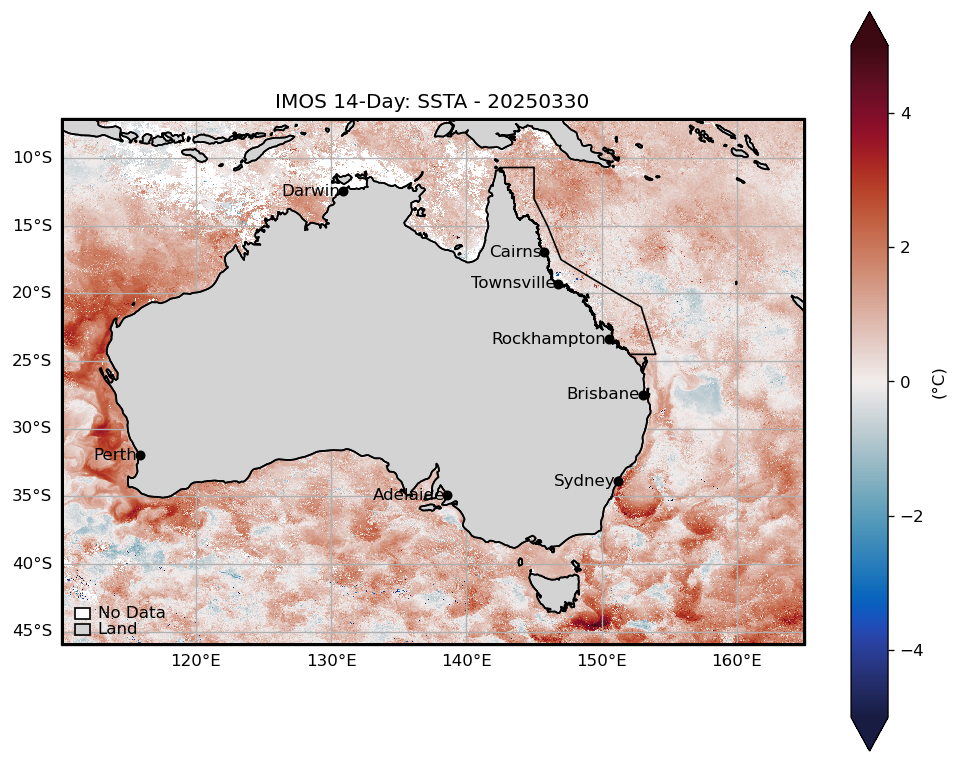 IMOS 14-Day: SSTA - 20250330
10°S
15°S
20°S
25°S
30°S
35°S
40°S
45°S
Darwin
Cairns
Townsville
Rockhampton
Brisbane
Perth
Sydney
Adelaide
No Data
Land
120°E 130°E 140°E 150°E 160°E
4
2
0
−2
−4
(°C)